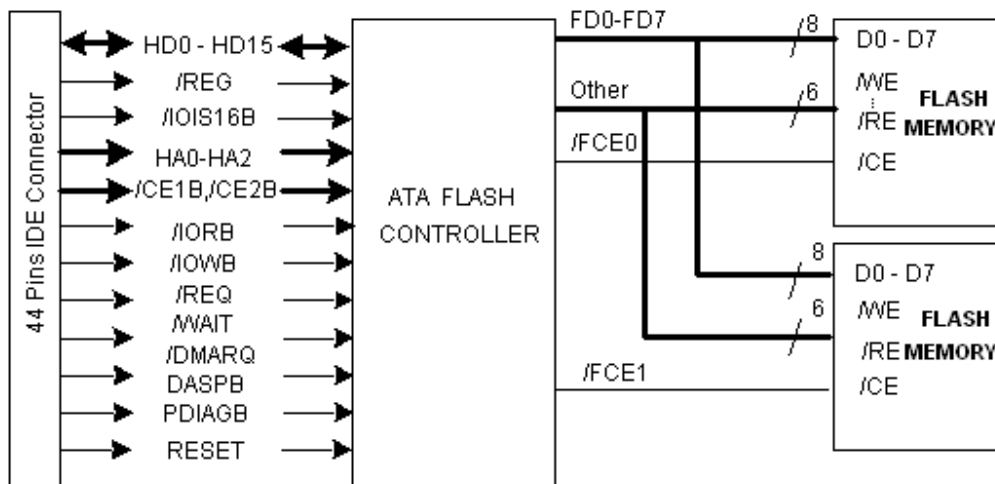 44 Pins IDE Connector
HD0 - HD15
/REG
/IOIS16B
HA0-HA2
/CE1B,/CE2B
/IORB
/IOWB
/REQ
/WAIT
/DMARQ
DASPB
PDIAGB
RESET
ATA FLASH
CONTROLLER
FD0-FD7
Other
/FCE0
/FCE1
8
6
8
6
D0 - D7
/WE
/RE
/CE
FLASH
MEMORY
D0 - D7
/WE
/RE
/CE
FLASH
MEMORY